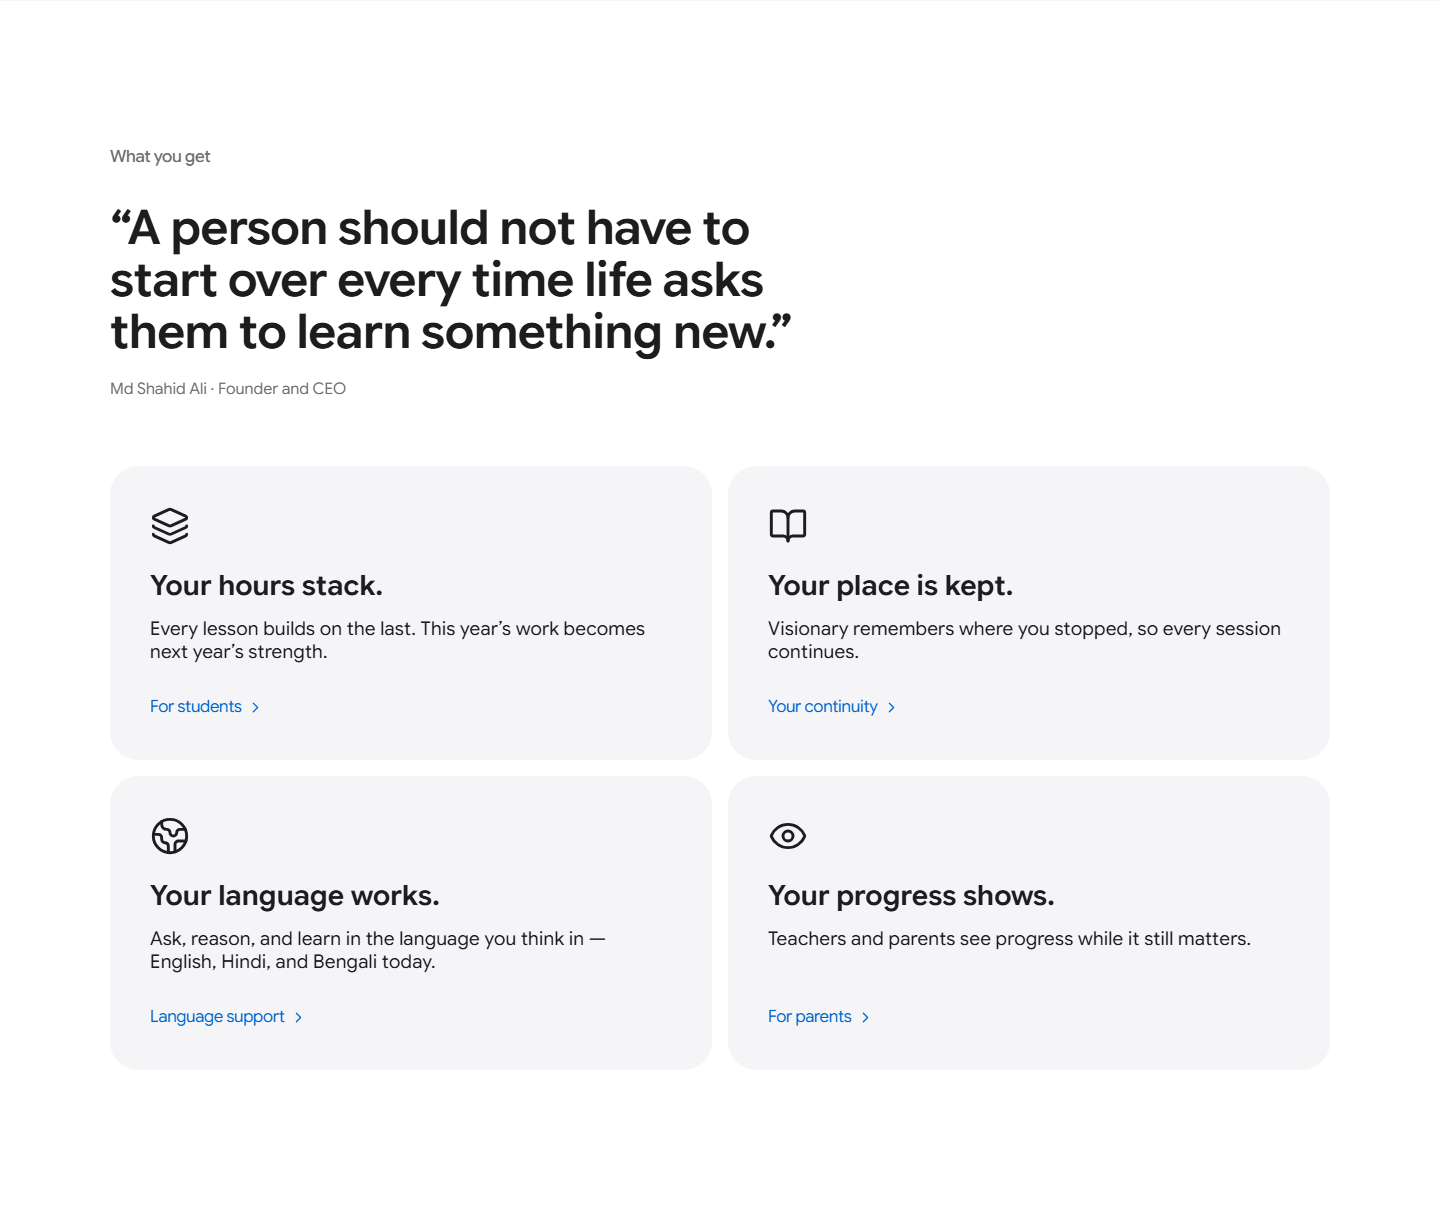 What you get
“A person should not have to
start over every time life asks
them to learn something new.”
Md Shahid Ali · Founder and CEO
Your hours stack.
Every lesson builds on the last. This year’s work becomes
next year’s strength.
For students
Your place is kept.
Visionary remembers where you stopped, so every session
continues.
Your continuity
Your language works.
Ask, reason, and learn in the language you think in —
English, Hindi, and Bengali today.
Language support
Your progress shows.
Teachers and parents see progress while it still matters.
For parents